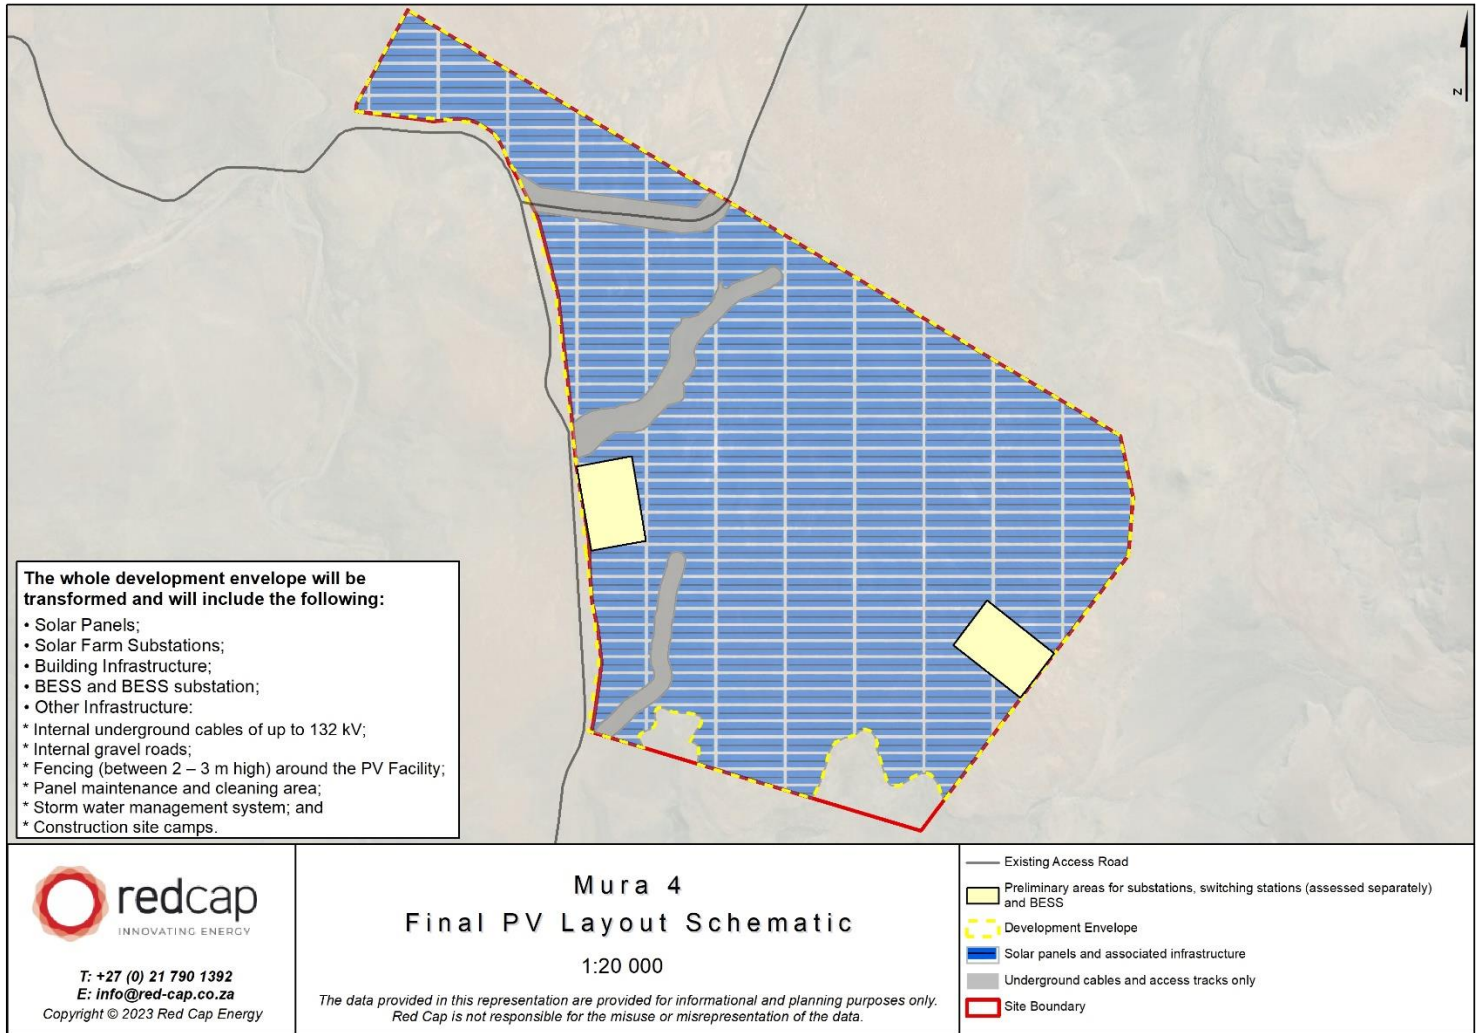 N
The whole development envelope will be
transformed and will include the following:
• Solar Panels;
• Solar Farm Substations;
• Building Infrastructure;
• BESS and BESS substation;
• Other Infrastructure:
* Internal underground cables of up to 132 kV;
* Internal gravel roads;
* Fencing (between 2 – 3 m high) around the PV Facility;
* Panel maintenance and cleaning area;
* Storm water management system; and
* Construction site camps.
redcap
INNOVATING ENERGY
T: +27 (0) 21 790 1392
E: info@red-cap.co.za
Copyright © 2023 Red Cap Energy
Mura 4
Final PV Layout Schematic
1:20 000
The data provided in this representation are provided for informational and planning purposes only.
Red Cap is not responsible for the misuse or misrepresentation of the data.
Existing Access Road
Preliminary areas for substations, switching stations (assessed separately)
and BESS
Development Envelope
Solar panels and associated infrastructure
Underground cables and access tracks only
Site Boundary